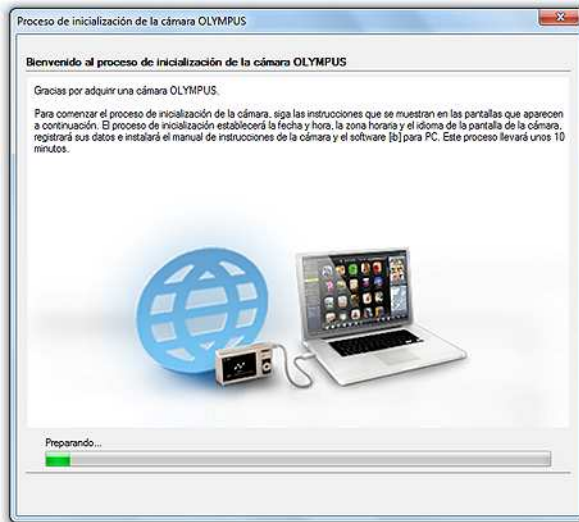 Proceso de inicialización de la cámara OLYMPUS
Bienvenido al proceso de inicialización de la cámara OLYMPUS
Gracias por adquirir una cámara OLYMPUS.
Para comenzar el proceso de inicialización de la cámara, siga las instrucciones que se muestran en las pantallas que aparecen
a continuación. El proceso de inicialización establecerá la fecha y hora, la zona horaria y el idioma de la pantalla de la cámara,
registrará sus datos e instalará el manual de instrucciones de la cámara y el software [ib] para PC. Este proceso llevará unos 10
minutos.
Preparando...